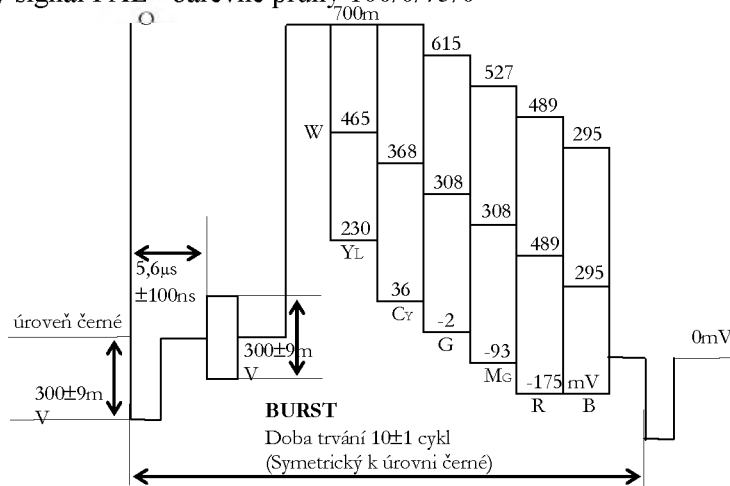 signál PAL barevné pruhy 100/0/75/0
700m
615
527
489
295
W
465
368
308
308
489
295
230
YL
36
CY
-2
G
-93
MG
-175 mV
R
B
0mV
5,6μs
±100ns
úroveň černé
300±9m
V
300±9m
V
BURST
Doba trvání 10±1 cykl
(Symetrický k úrovni černé)